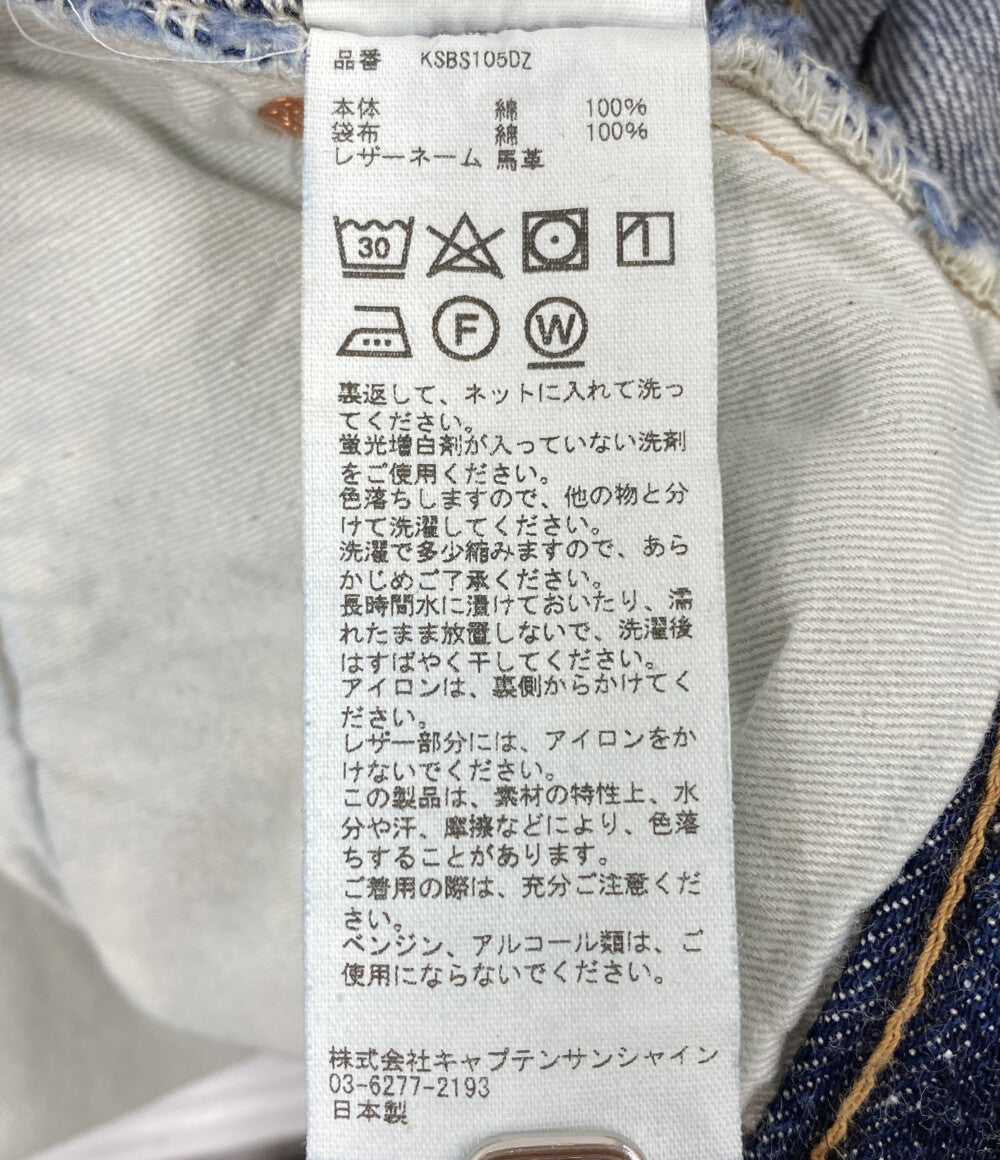 品番 KSBS105DZ
本体 綿 100%
袋布 綿 100%
レザーネーム 馬革
30
F
W
裏返して、ネットに入れて洗っ
てください。
蛍光増白剤が入っていない洗剤
をご使用ください。
色落ちしますので、他の物と分
けて洗濯してください。
洗濯で多少縮みますので、あら
かじめご了承ください。
長時間水に漬けておいたり、濡
れたまま放置しないで、洗濯後
はすばやく干してください。
アイロンは、裏側からかけてく
ださい。
レザー部分には、アイロンをか
けないでください。
この製品は、素材の特性上、水
分や汗、摩擦などにより、色落
ちすることがあります。
ご着用の際は、充分ご注意くだ
さい。
ベンジン、アルコール類は、ご
使用にならないでください。
株式会社キャプテンサンシャイン
03-6277-2193
日本製